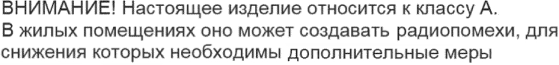 ВНИМАНИЕ! Настоящее изделие относится к классу А.
В жилых помещениях оно может создавать радиопомехи, для
снижения которых необходимы дополнительные меры